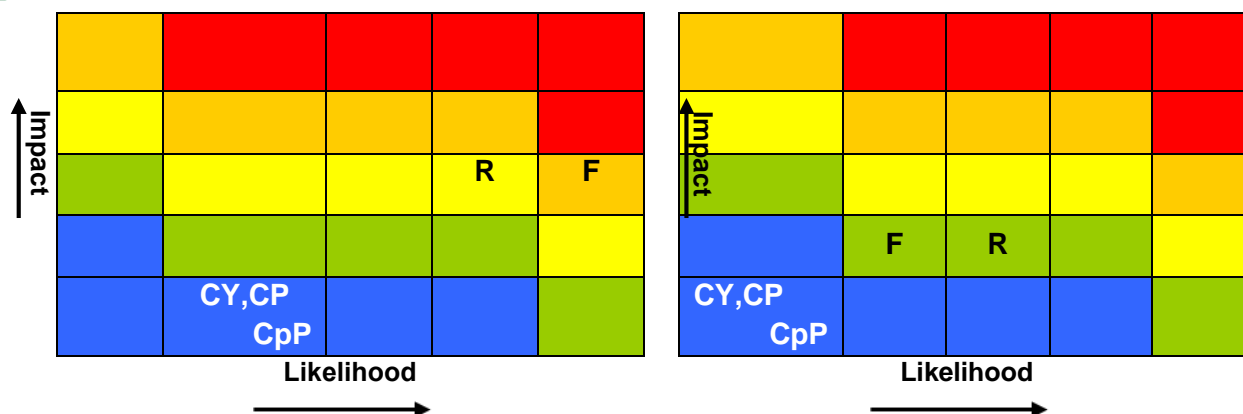 Impact
R
F
CY,CP
CpP
Likelihood
Impact
F
R
CY,CP
CpP
Likelihood